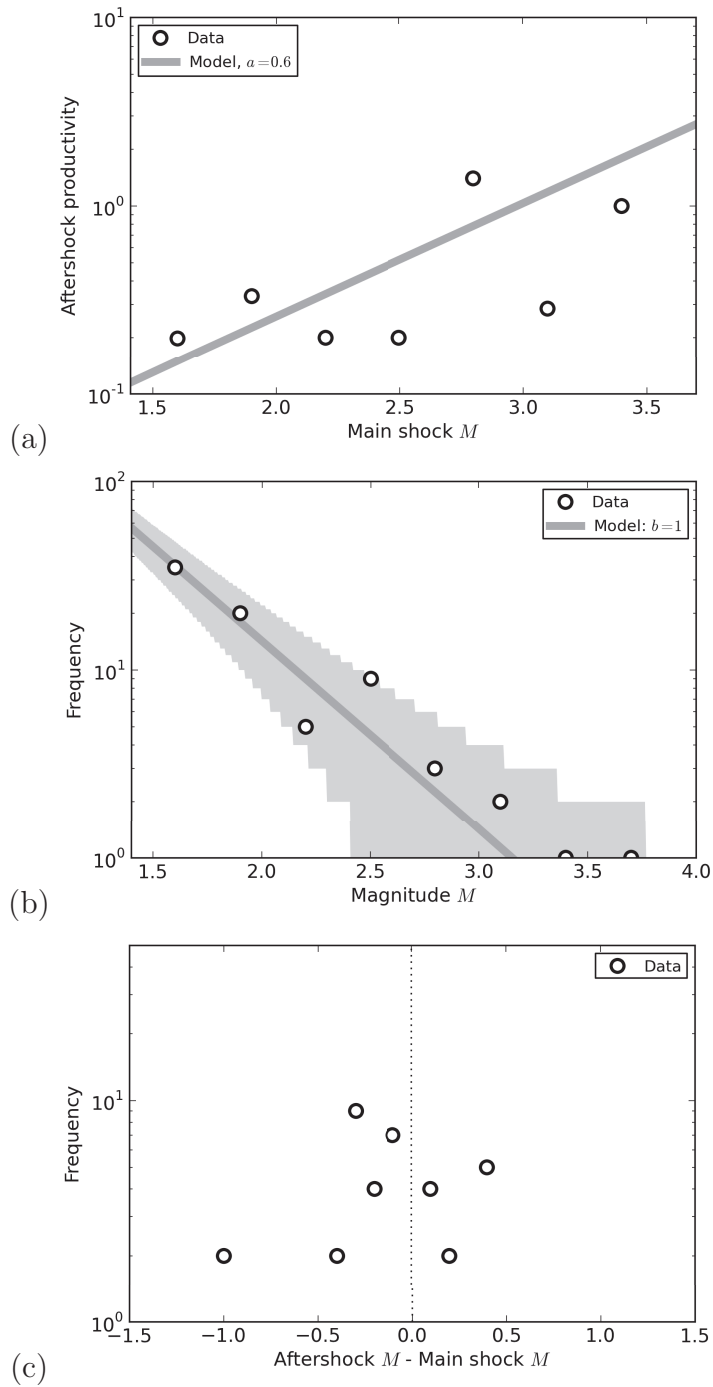 10^1
Data
Model, a=0.6
10^0
10^-1
Aftershock productivity
1.5 2.0 2.5 3.0 3.5
Main shock M
(a)
10^2
Data
Model: b=1
10^1
10^0
Frequency
1.5 2.0 2.5 3.0 3.5 4.0
Magnitude M
(b)
Data
10^1
10^0
Frequency
−1.5 −1.0 −0.5 0.0 0.5 1.0 1.5
Aftershock M - Main shock M
(c)